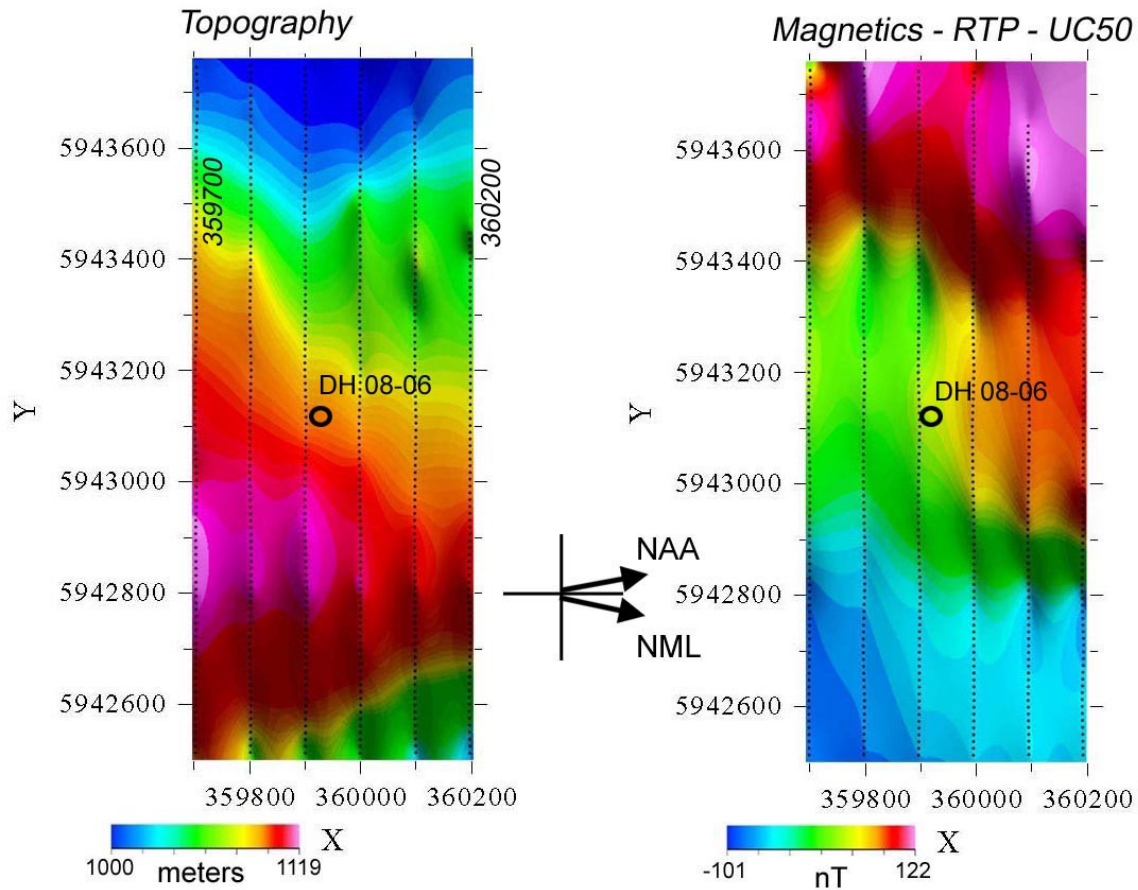 Topography
5943600
5943400
5943200
5943000
5942800
5942600
Y
359700
360200
DH 08-06
359800 360000 360200
X
1000 meters 1119
NAA
NML
Magnetics - RTP - UC50
5943600
5943400
5943200
5943000
5942800
5942600
Y
DH 08-06
359800 360000 360200
X
-101 nT 122